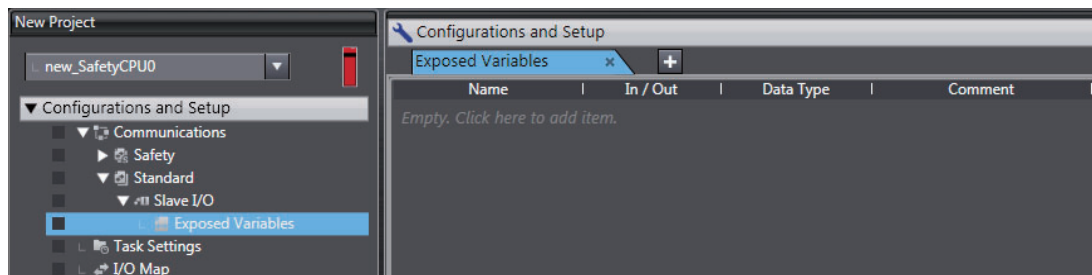 New Project
new_SafetyCPU0
Configurations and Setup
Communications
Safety
Standard
Slave I/O
Exposed Variables
Task Settings
I/O Map
Configurations and Setup
Exposed Variables
Name In / Out Data Type Comment
Empty. Click here to add item.